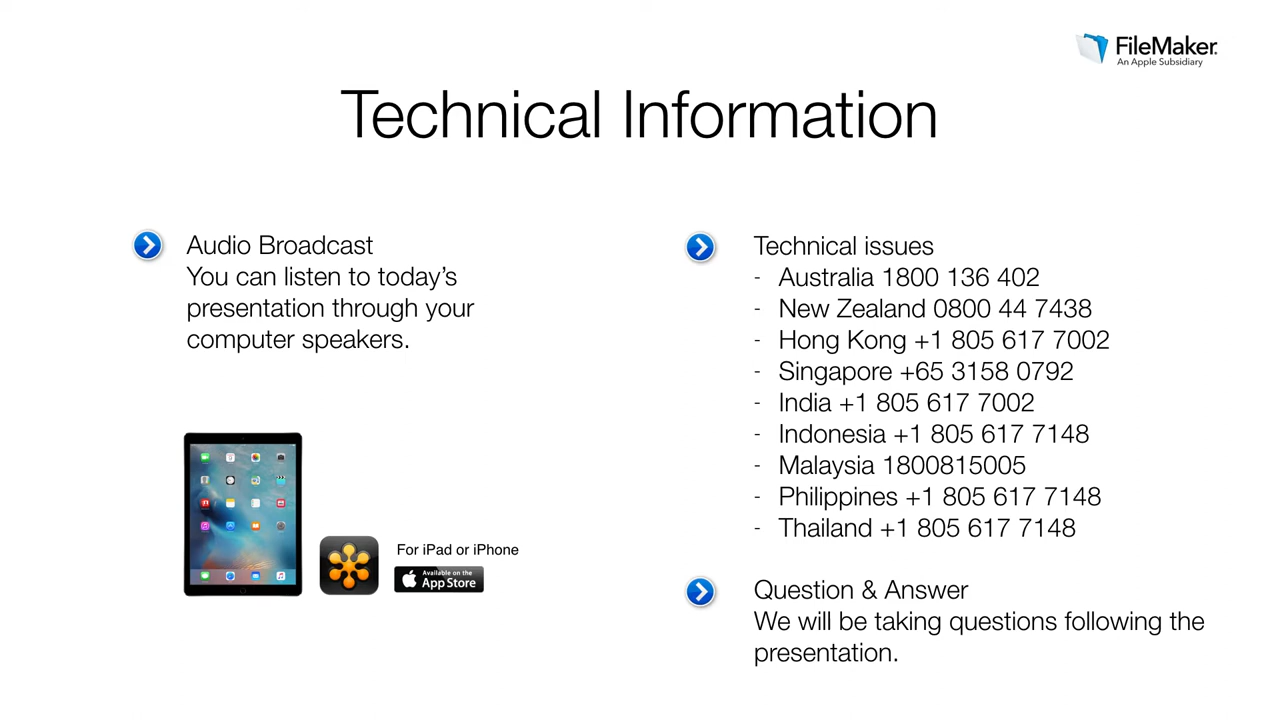 FileMaker
An Apple Subsidiary
Technical Information
Audio Broadcast
You can listen to today's
presentation through your
computer speakers.
For iPad or iPhone
Available on the
App Store
Technical issues
- Australia 1800 136 402
- New Zealand 0800 44 7438
- Hong Kong +1 805 617 7002
- Singapore +65 3158 0792
- India +1 805 617 7002
- Indonesia +1 805 617 7148
- Malaysia 1800815005
- Philippines +1 805 617 7148
- Thailand +1 805 617 7148
Question & Answer
We will be taking questions following the
presentation.